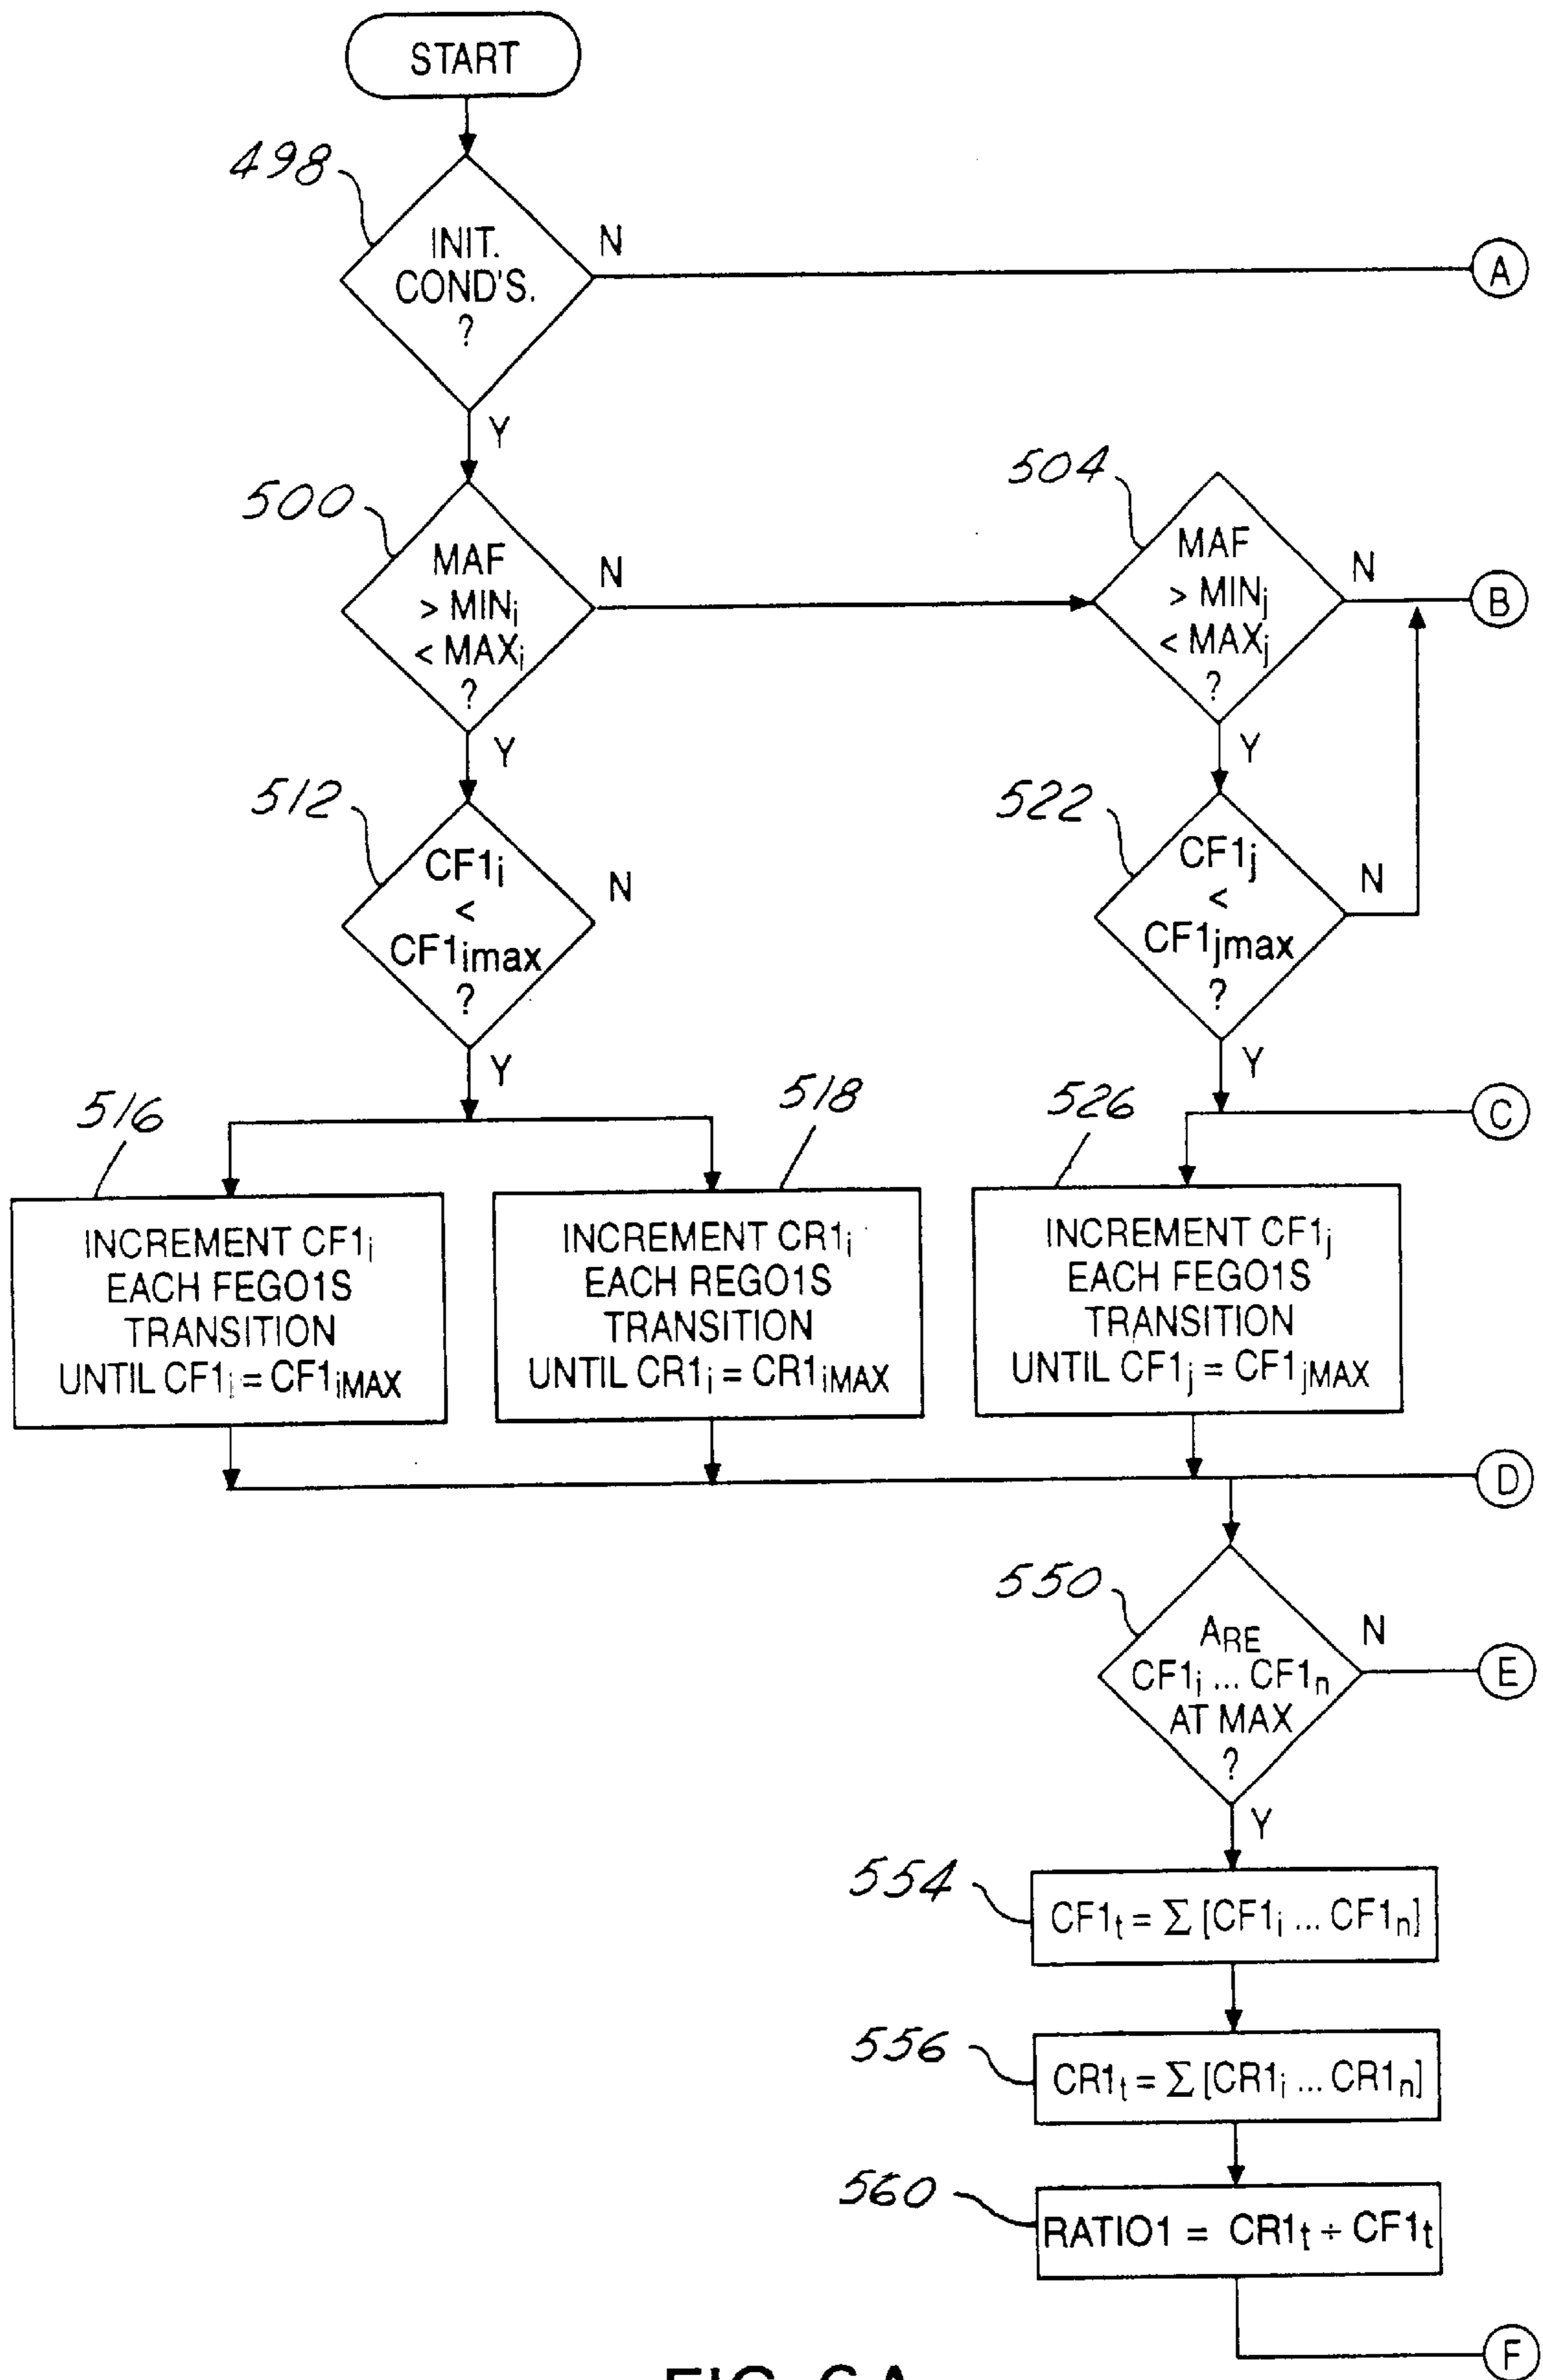 START
498
INIT.
COND'S.
?
N
A
Y
500
MAF
> MINi
< MAXi
?
N
504
MAF
> MINj
< MAXj
?
N
B
Y
Y
512
CF1i
<
CF1imax
?
N
522
CF1j
<
CF1jmax
?
N
Y
Y
516
518
526
C
INCREMENT CF1i
EACH FEGO1S
TRANSITION
UNTIL CF1i = CF1iMAX
INCREMENT CR1i
EACH REGO1S
TRANSITION
UNTIL CR1i = CR1iMAX
INCREMENT CF1j
EACH FEGO1S
TRANSITION
UNTIL CF1j = CF1jMAX
D
550
ARE
CF1i ... CF1n
AT MAX
?
N
E
Y
554
CF1t = Σ [CF1i ... CF1n]
556
CR1t = Σ [CR1i ... CR1n]
560
RATIO1 = CR1t ÷ CF1t
F
FIG. 6A